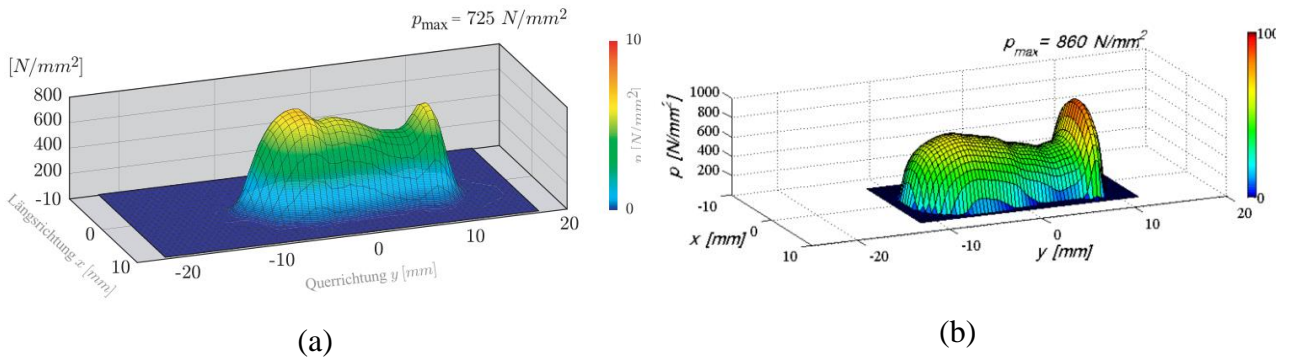 p_max = 725 N/mm²
[N/mm²]
800
600
400
200
-10
0
10
Längsrichtung x [mm]
-20
-10
0
10
20
Querrichtung y [mm]
10
0
p [N/mm²]
(a)
p_max = 860 N/mm²
p [N/mm²]
1000
800
600
400
200
-10
0
10
x [mm]
-20
-10
0
10
20
y [mm]
100
0
(b)